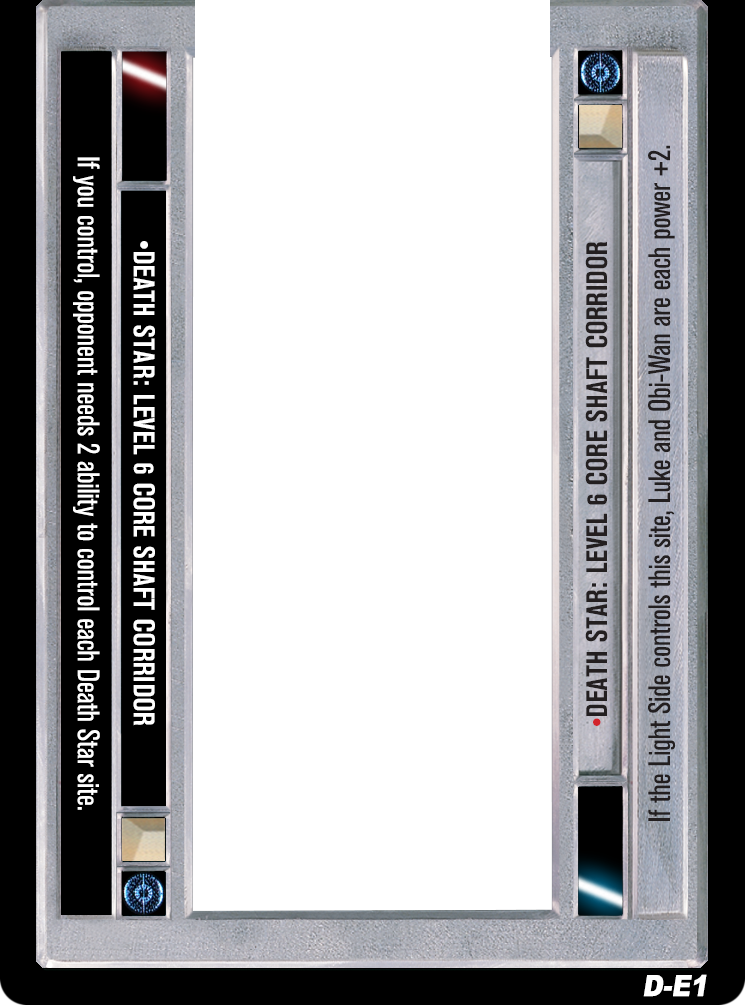 If you control, opponent needs 2 ability to control each Death Star site.
•DEATH STAR: LEVEL 6 CORE SHAFT CORRIDOR
•DEATH STAR: LEVEL 6 CORE SHAFT CORRIDOR
If the Light Side controls this site, Luke and Obi-Wan are each power +2.
D-E1